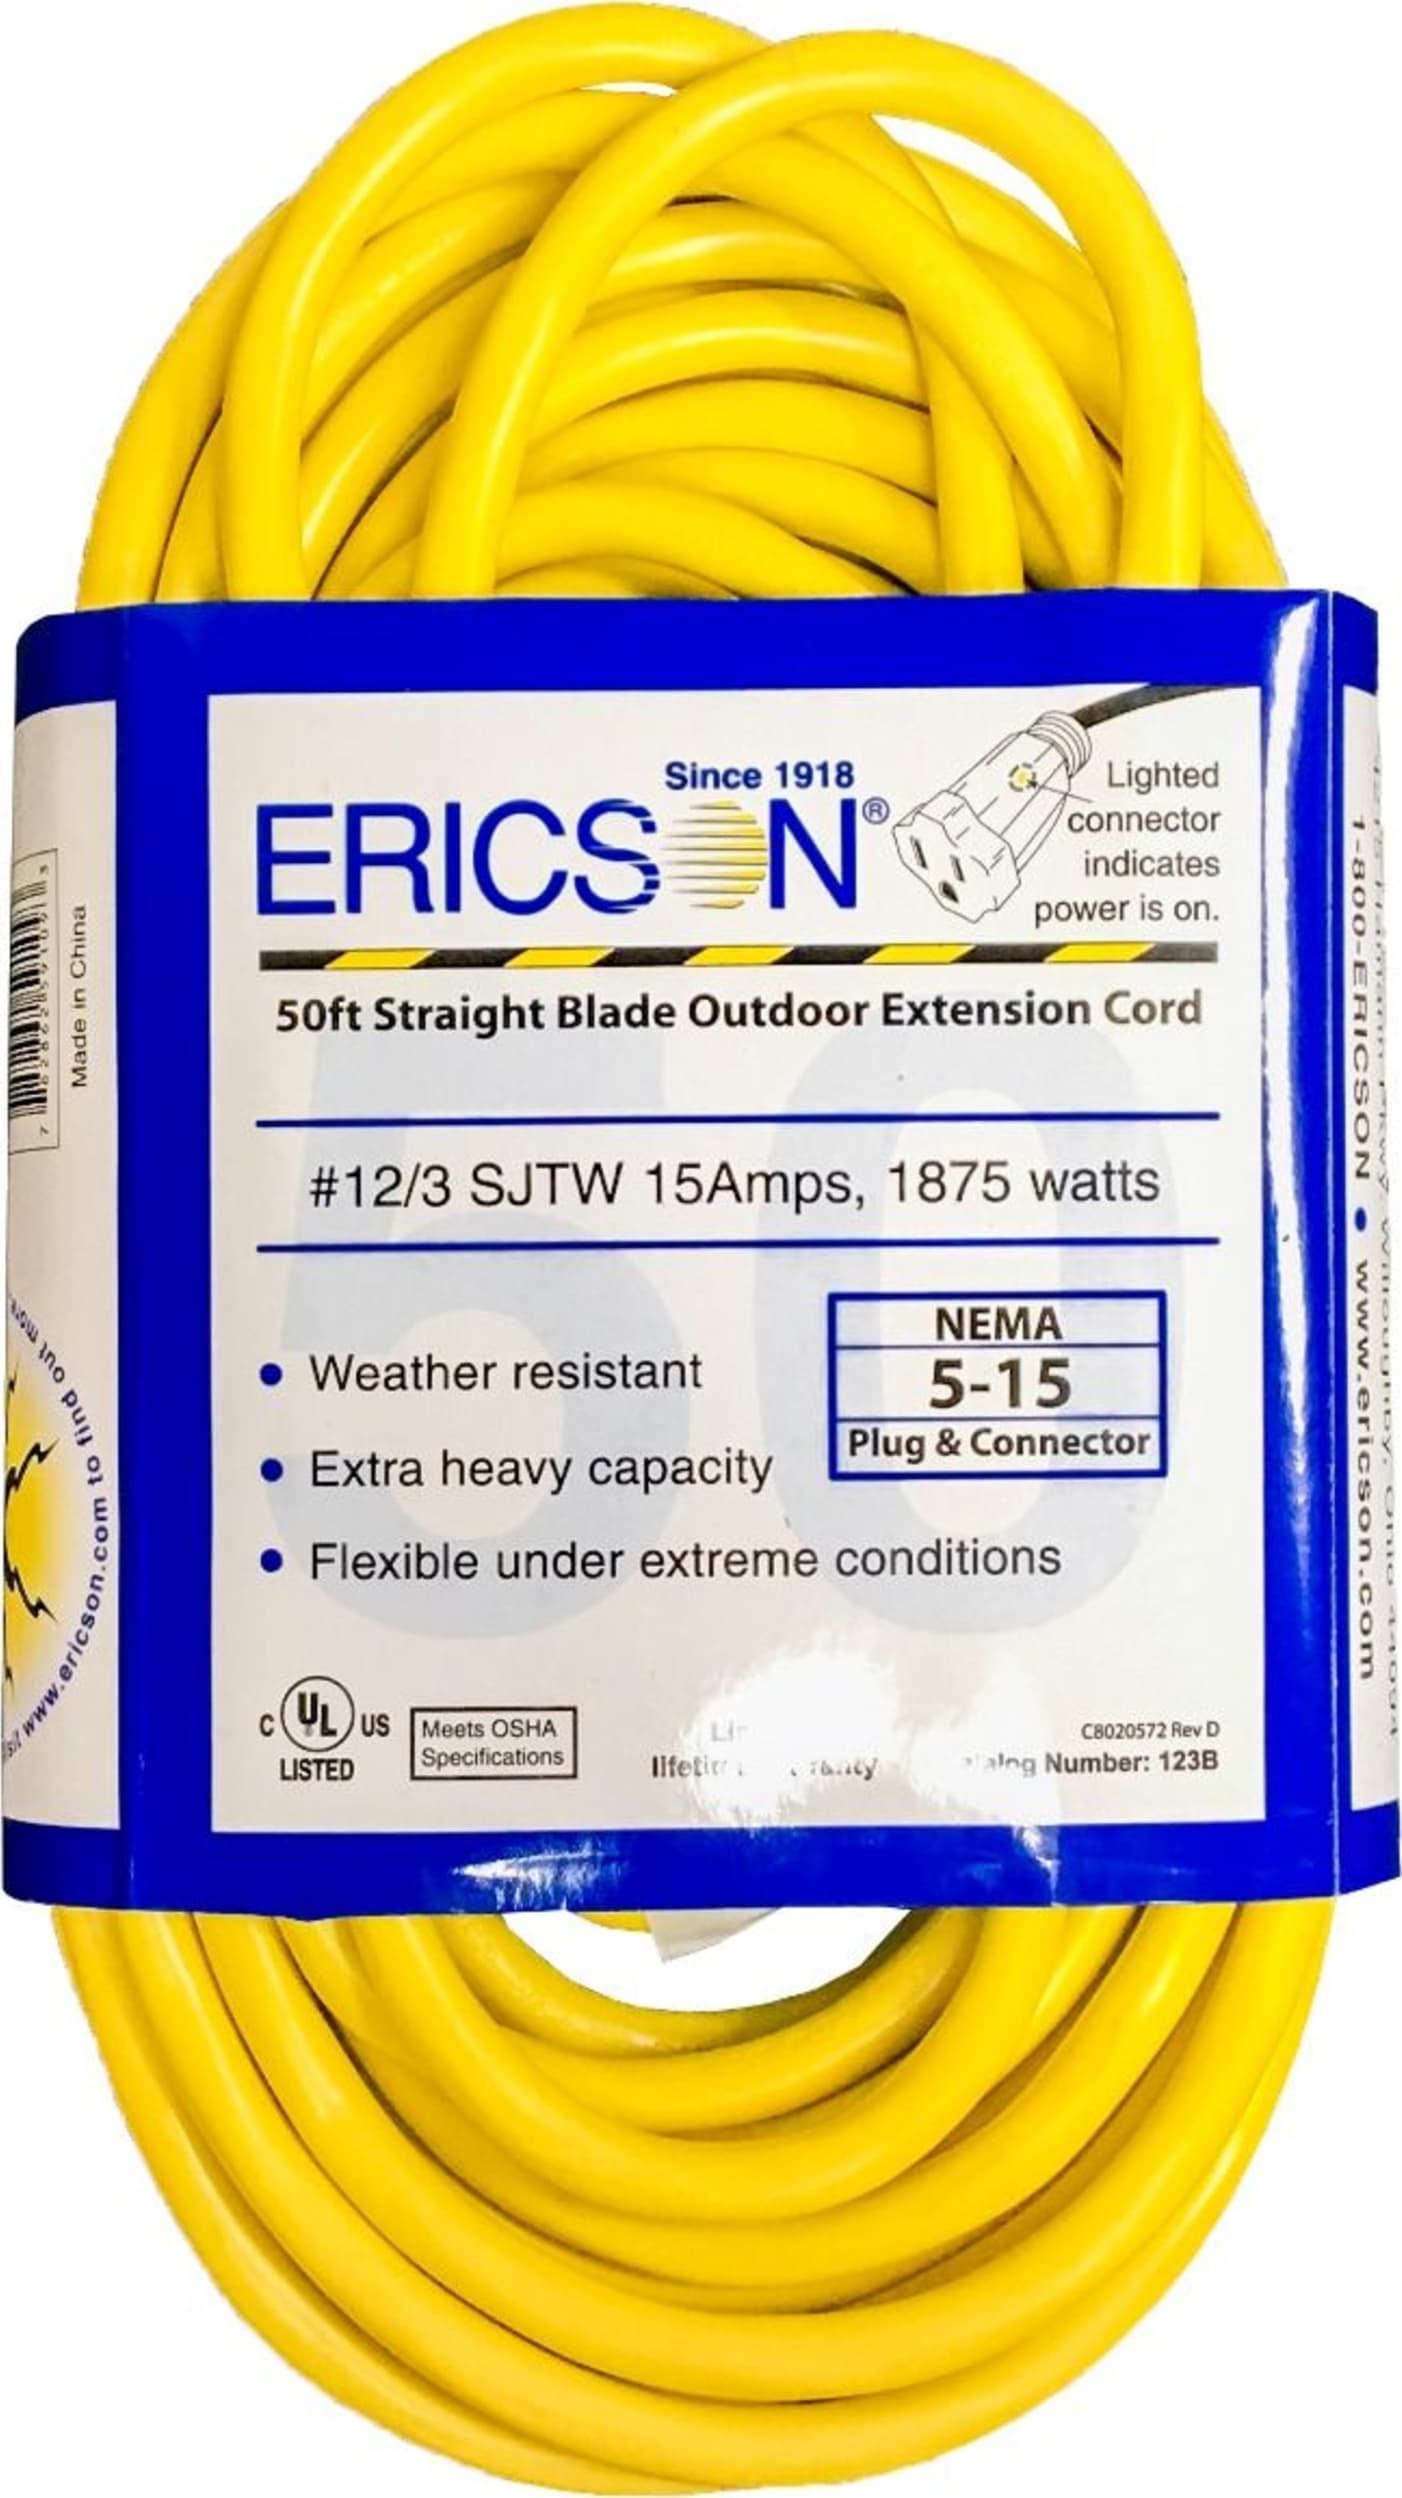 Since 1918
ERICSON®
Lighted
connector
indicates
power is on.
50ft Straight Blade Outdoor Extension Cord
50
#12/3 SJTW 15Amps, 1875 watts
NEMA
5-15
Plug & Connector
• Weather resistant
• Extra heavy capacity
• Flexible under extreme conditions
C UL US
LISTED
Meets OSHA
Specifications
C8020572 Rev D
Number: 123B
Made in China
www.ericson.com to find out more
1-800-ERICSON • www.ericson.com